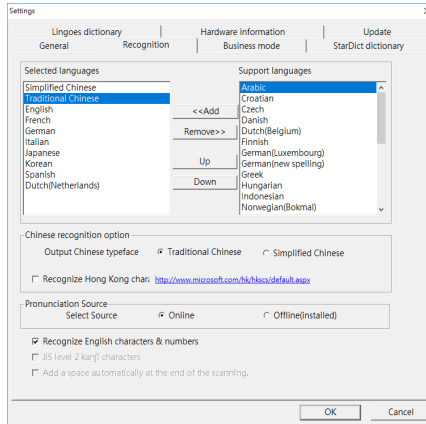 Settings
Lingoes dictionary Hardware information Update
General Recognition Business mode StarDict dictionary
Selected languages Support languages
Simplified Chinese
Traditional Chinese
English
French
German
Italian
Japanese
Korean
Spanish
Dutch(Netherlands)
<<Add
Remove>>
Up
Down
Arabic
Croatian
Czech
Danish
Dutch(Belgium)
Finnish
German(Luxembourg)
German(new spelling)
Greek
Hungarian
Indonesian
Norwegian(Bokmal)
Chinese recognition option
Output Chinese typeface Traditional Chinese Simplified Chinese
Recognize Hong Kong chara http://www.microsoft.com/hk/hkscs/default.aspx
Pronunciation Source
Select Source Online Offline(installed)
Recognize English characters & numbers
JIS level 2 kanji characters
Add a space automatically at the end of the scanning.
OK Cancel